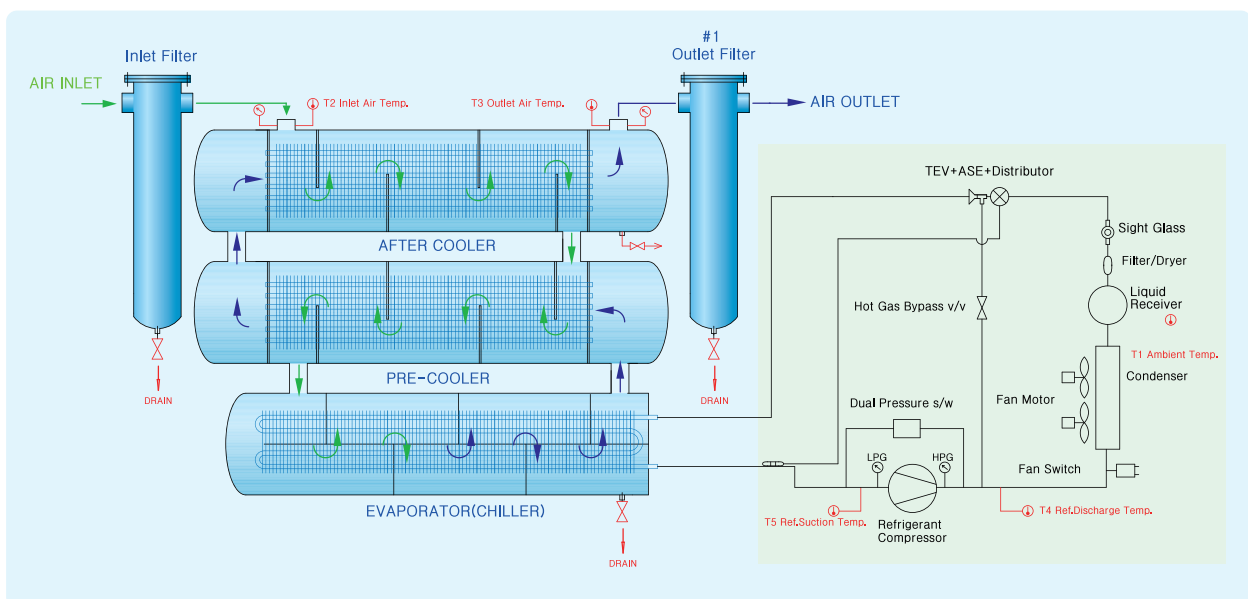 Inlet Filter
#1
Outlet Filter
AIR INLET
T2 Inlet Air Temp.
T3 Outlet Air Temp.
AIR OUTLET
AFTER COOLER
PRE-COOLER
DRAIN
DRAIN
EVAPORATOR(CHILLER)
DRAIN
TEV+ASE+Distributor
Sight Glass
Filter/Dryer
Liquid
Receiver
Hot Gas Bypass v/v
T1 Ambient Temp.
Condenser
Fan Motor
Dual Pressure s/w
LPG
HPG
Fan Switch
T5 Ref.Suction Temp.
T4 Ref.Discharge Temp.
Refrigerant
Compressor